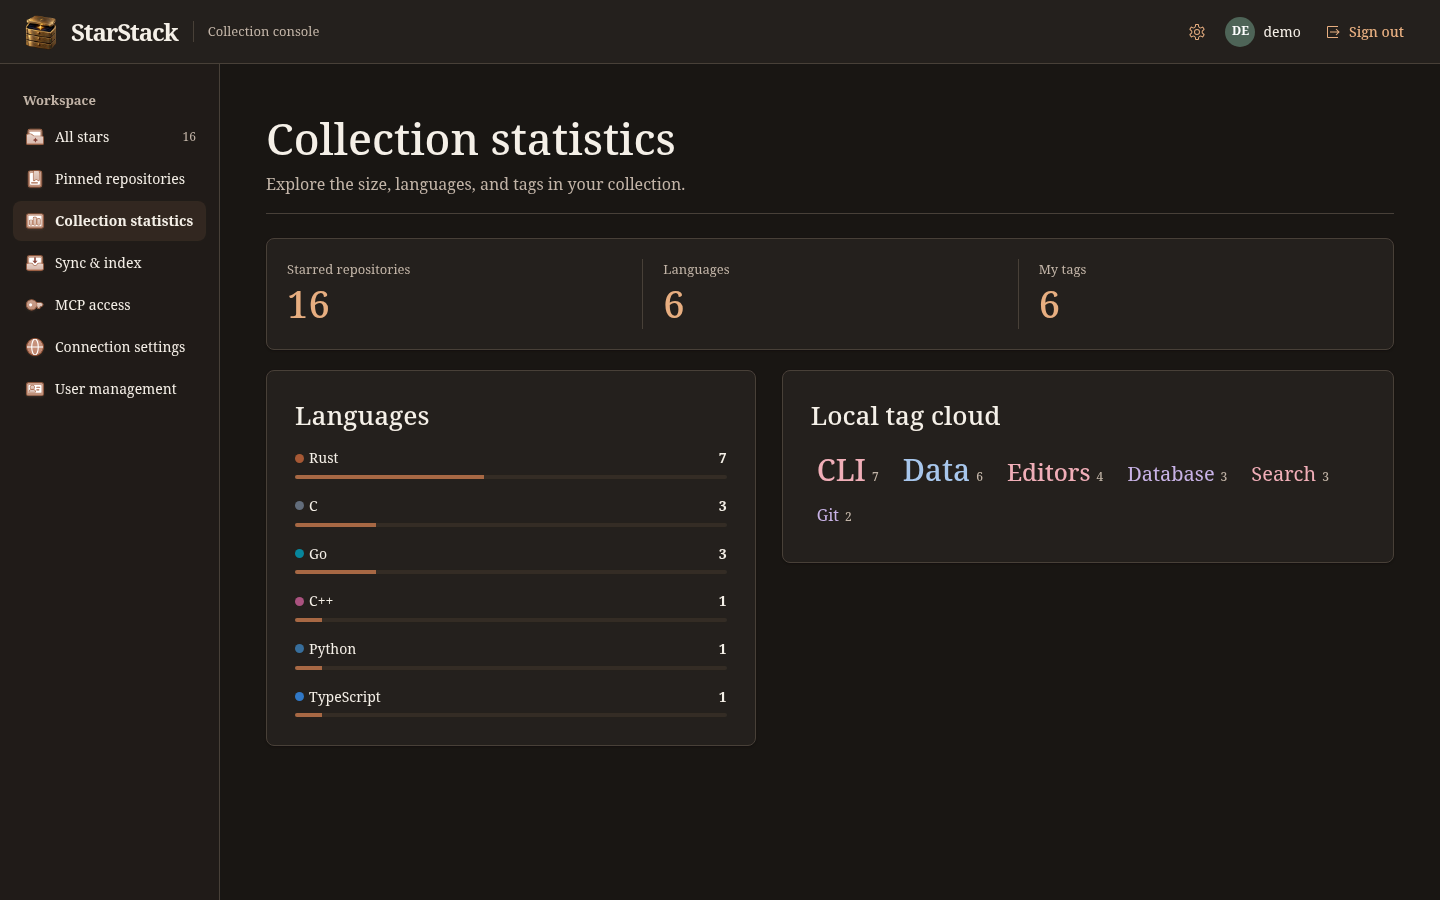 StarStack
Collection console
DE
demo
Sign out
Workspace
All stars 16
Pinned repositories
Collection statistics
Sync & index
MCP access
Connection settings
User management
Collection statistics
Explore the size, languages, and tags in your collection.
Starred repositories
16
Languages
6
My tags
6
Languages
Rust 7
C 3
Go 3
C++ 1
Python 1
TypeScript 1
Local tag cloud
CLI 7 Data 6 Editors 4 Database 3 Search 3
Git 2